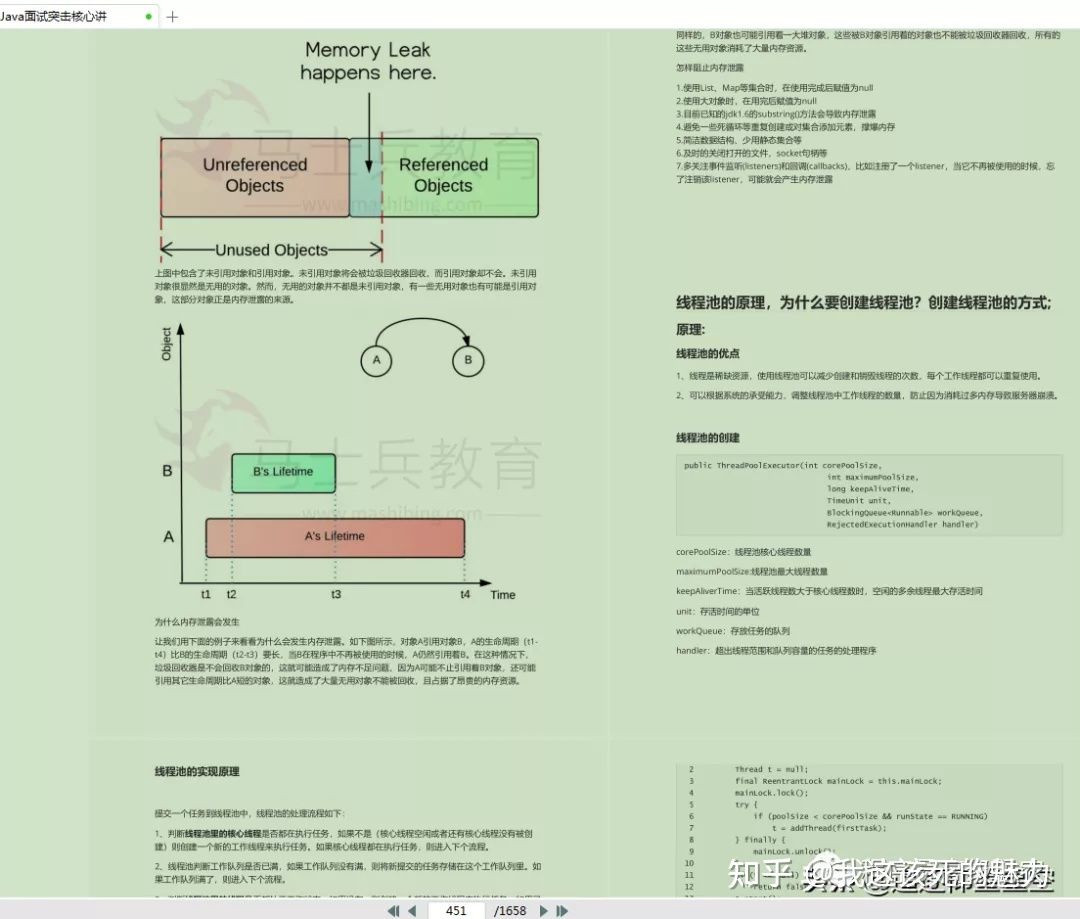 Java面试突击核心讲
Memory Leak
happens here.
Unreferenced
Objects
Referenced
Objects
马士兵教育
www.mashibing.com
Unused Objects
上图中包含了未引用对象和引用对象。未引用对象将会被垃圾回收器回收，而引用对象却不会。未引用
对象很显然是无用的对象。然而，无用的对象并不都是未引用对象，有一些无用对象也有可能是引用对
象，这部分对象正是内存泄露的来源。
Object
A
B
马士兵教育
www.mashibing.com
B
B's Lifetime
A
A's Lifetime
t1 t2 t3 t4 Time
为什么内存泄露会发生
让我们用下面的例子来看看为什么会发生内存泄露。如下图所示，对象A引用对象B，A的生命周期（t1-
t4）比B的生命周期（t2-t3）要长，当B在程序中不再被使用的时候，A仍然引用着B。在这种情况下，
垃圾回收器是不会回收B对象的，这就可能造成了内存不足问题，因为A可能不止引用着B对象，还可能
引用其它生命周期比A短的对象，这就造成了大量无用对象不能被回收，且占据了昂贵的内存资源。
同样的，B对象也可能引用着一大堆对象，这些被B对象引用着的对象也不能被垃圾回收器回收，所有的
这些无用对象消耗了大量内存资源。
怎样阻止内存泄露
1.使用List、Map等集合时，在使用完成后赋值为null
2.使用大对象时，在用完后赋值为null
3.目前已知的jdk1.6的substring()方法会导致内存泄露
4.避免一些死循环等重复创建或对集合添加元素，撑爆内存
5.简洁数据结构、少用静态集合等
6.及时的关闭打开的文件，socket句柄等
7.多关注事件监听(listeners)和回调(callbacks)，比如注册了一个listener，当它不再被使用的时候，忘
了注销该listener，可能就会产生内存泄露
线程池的原理，为什么要创建线程池？创建线程池的方式;
原理:
线程池的优点
1、线程是稀缺资源，使用线程池可以减少创建和销毁线程的次数，每个工作线程都可以重复使用。
2、可以根据系统的承受能力，调整线程池中工作线程的数量，防止因为消耗过多内存导致服务器崩溃。
线程池的创建
public ThreadPoolExecutor(int corePoolSize,
int maximumPoolSize,
long keepAliveTime,
TimeUnit unit,
BlockingQueue<Runnable> workQueue,
RejectedExecutionHandler handler)
corePoolSize：线程池核心线程数量
maximumPoolSize:线程池最大线程数量
keepAliverTime：当活跃线程数大于核心线程数时，空闲的多余线程最大存活时间
unit：存活时间的单位
workQueue：存放任务的队列
handler：超出线程范围和队列容量的任务的处理程序
线程池的实现原理
提交一个任务到线程池中，线程池的处理流程如下：
1、判断线程池里的核心线程是否都在执行任务，如果不是（核心线程空闲或者还有核心线程没有被创
建）则创建一个新的工作线程来执行任务。如果核心线程都在执行任务，则进入下个流程。
2、线程池判断工作队列是否已满，如果工作队列没有满，则将新提交的任务存储在这个工作队列里。如
果工作队列满了，则进入下个流程。
2 Thread t = null;
3 final ReentrantLock mainLock = this.mainLock;
4 mainLock.lock();
5 try {
6 if (poolSize < corePoolSize && runState == RUNNING)
7 t = addThread(firstTask);
8 } finally {
9 mainLock.unlock();
10
11
12 return false
知乎 @我这该死的魅力
451 /1658